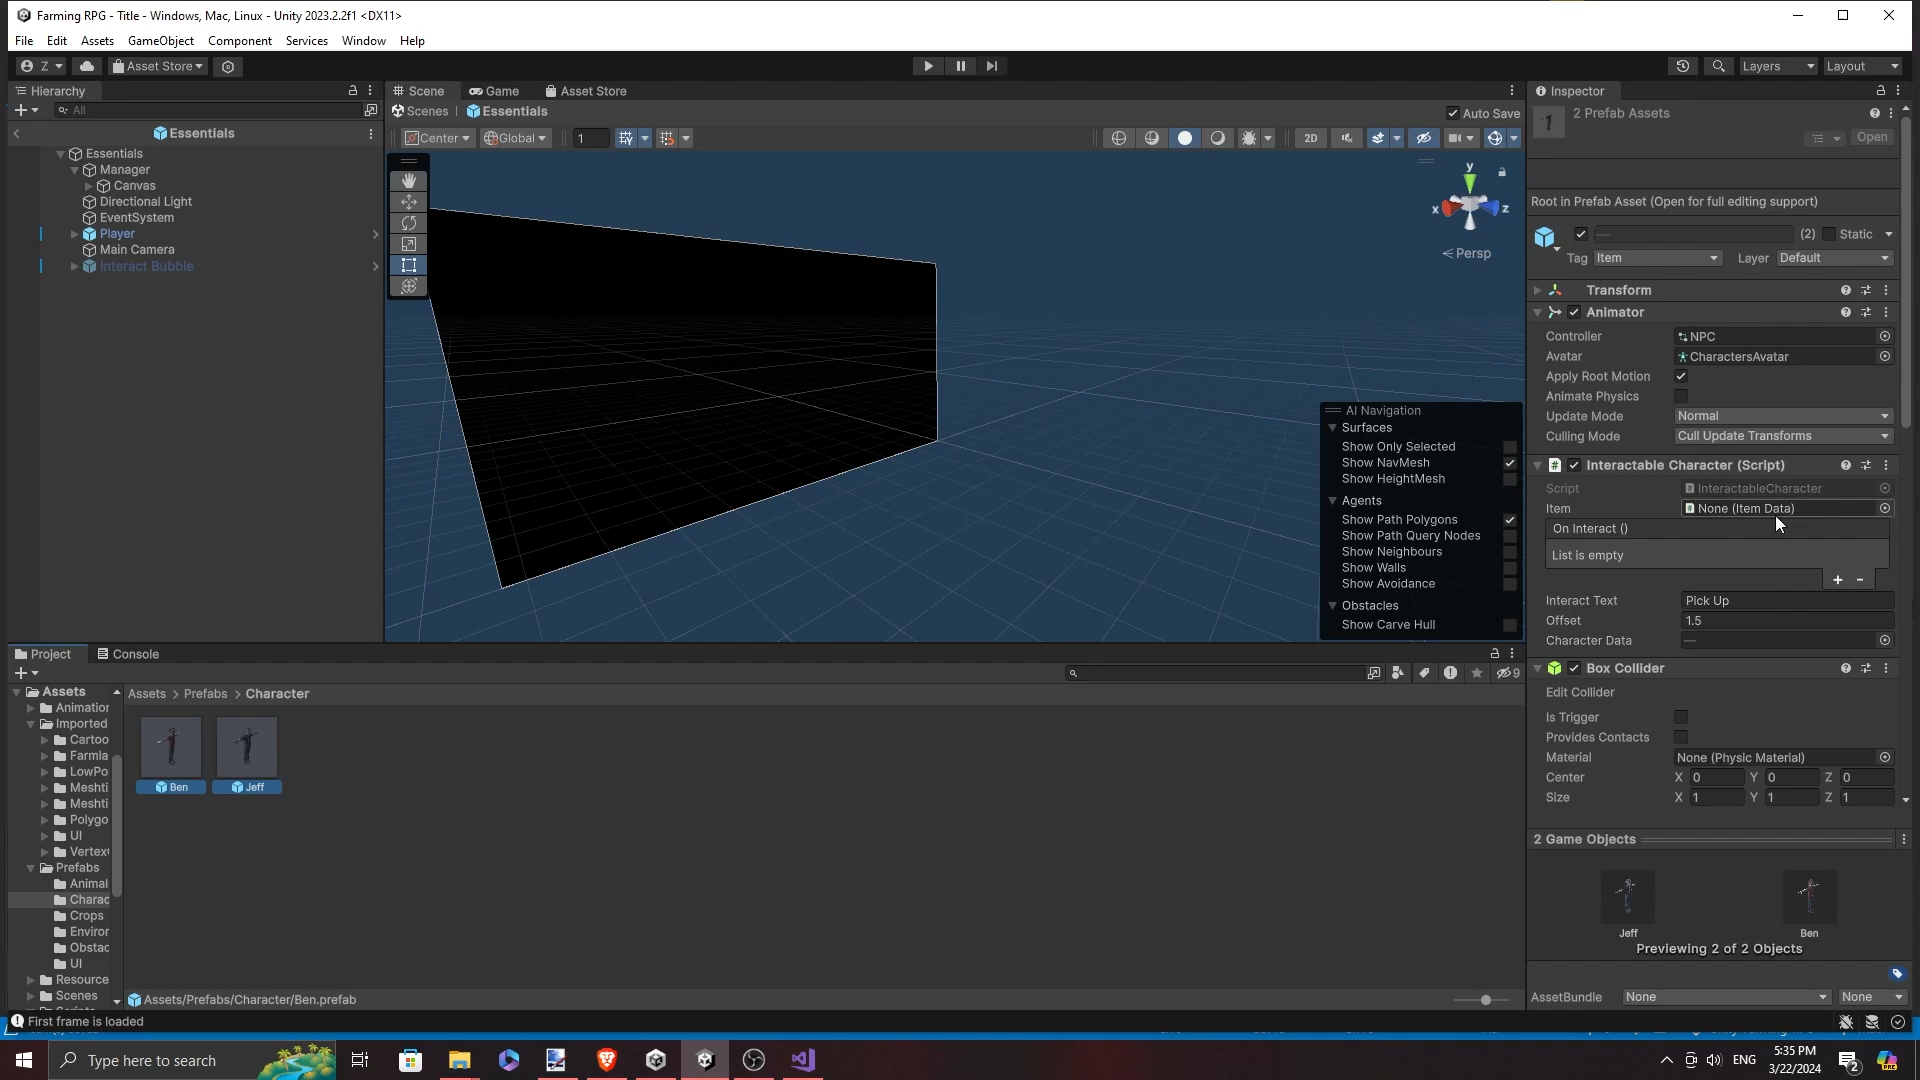 Farming RPG - Title - Windows, Mac, Linux - Unity 2023.2.2f1 <DX11>
File Edit Assets GameObject Component Services Window Help
Z Asset Store Layers Layout
Hierarchy
All
Essentials
Essentials
Manager
Canvas
Directional Light
EventSystem
Player
Main Camera
Interact Bubble
Scene Game Asset Store
Scenes Essentials Auto Save
Center Global 1 2D
y
x z
Persp
AI Navigation
Surfaces
Show Only Selected
Show NavMesh
Show HeightMesh
Agents
Show Path Polygons
Show Path Query Nodes
Show Neighbours
Show Walls
Show Avoidance
Obstacles
Show Carve Hull
Inspector
2 Prefab Assets
Open
Root in Prefab Asset (Open for full editing support)
— (2) Static
Tag Item Layer Default
Transform
Animator
Controller NPC
Avatar CharactersAvatar
Apply Root Motion
Animate Physics
Update Mode Normal
Culling Mode Cull Update Transforms
# Interactable Character (Script)
Script InteractableCharacter
Item None (Item Data)
On Interact ()
List is empty
+ -
Interact Text Pick Up
Offset 1.5
Character Data —
Box Collider
Edit Collider
Is Trigger
Provides Contacts
Material None (Physic Material)
Center X 0 Y 0 Z 0
Size X 1 Y 1 Z 1
2 Game Objects
Jeff Ben
Previewing 2 of 2 Objects
AssetBundle None None
Project Console
9
Assets
Animation
Imported
Cartoo
Farmla
LowPo
Meshti
Meshti
Polygo
UI
Vertex
Prefabs
Animal
Charac
Crops
Enviror
Obstac
UI
Resource
Scenes
Assets > Prefabs > Character
Ben Jeff
Assets/Prefabs/Character/Ben.prefab
First frame is loaded
Type here to search
ENG
5:35 PM
3/22/2024
2
PRE